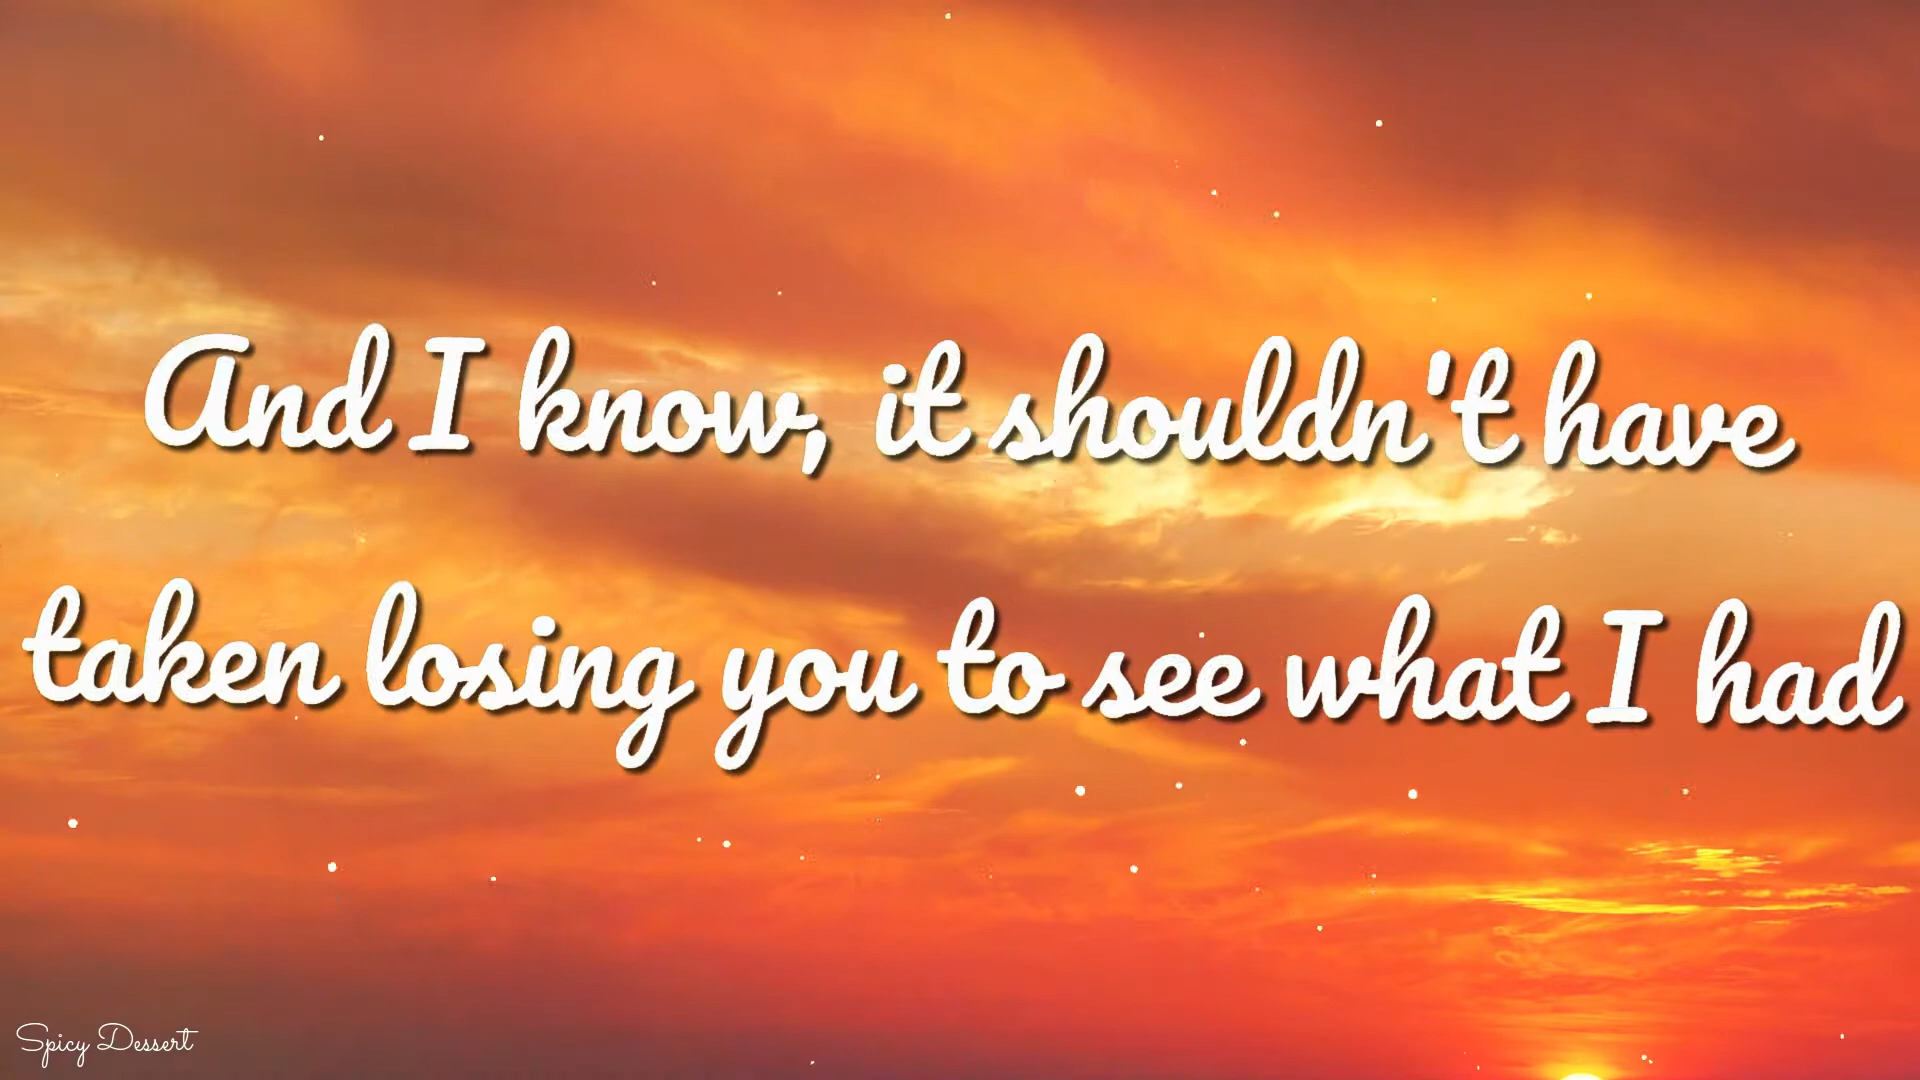 And I know, it shouldn't have
taken losing you to see what I had
Spicy Dessert